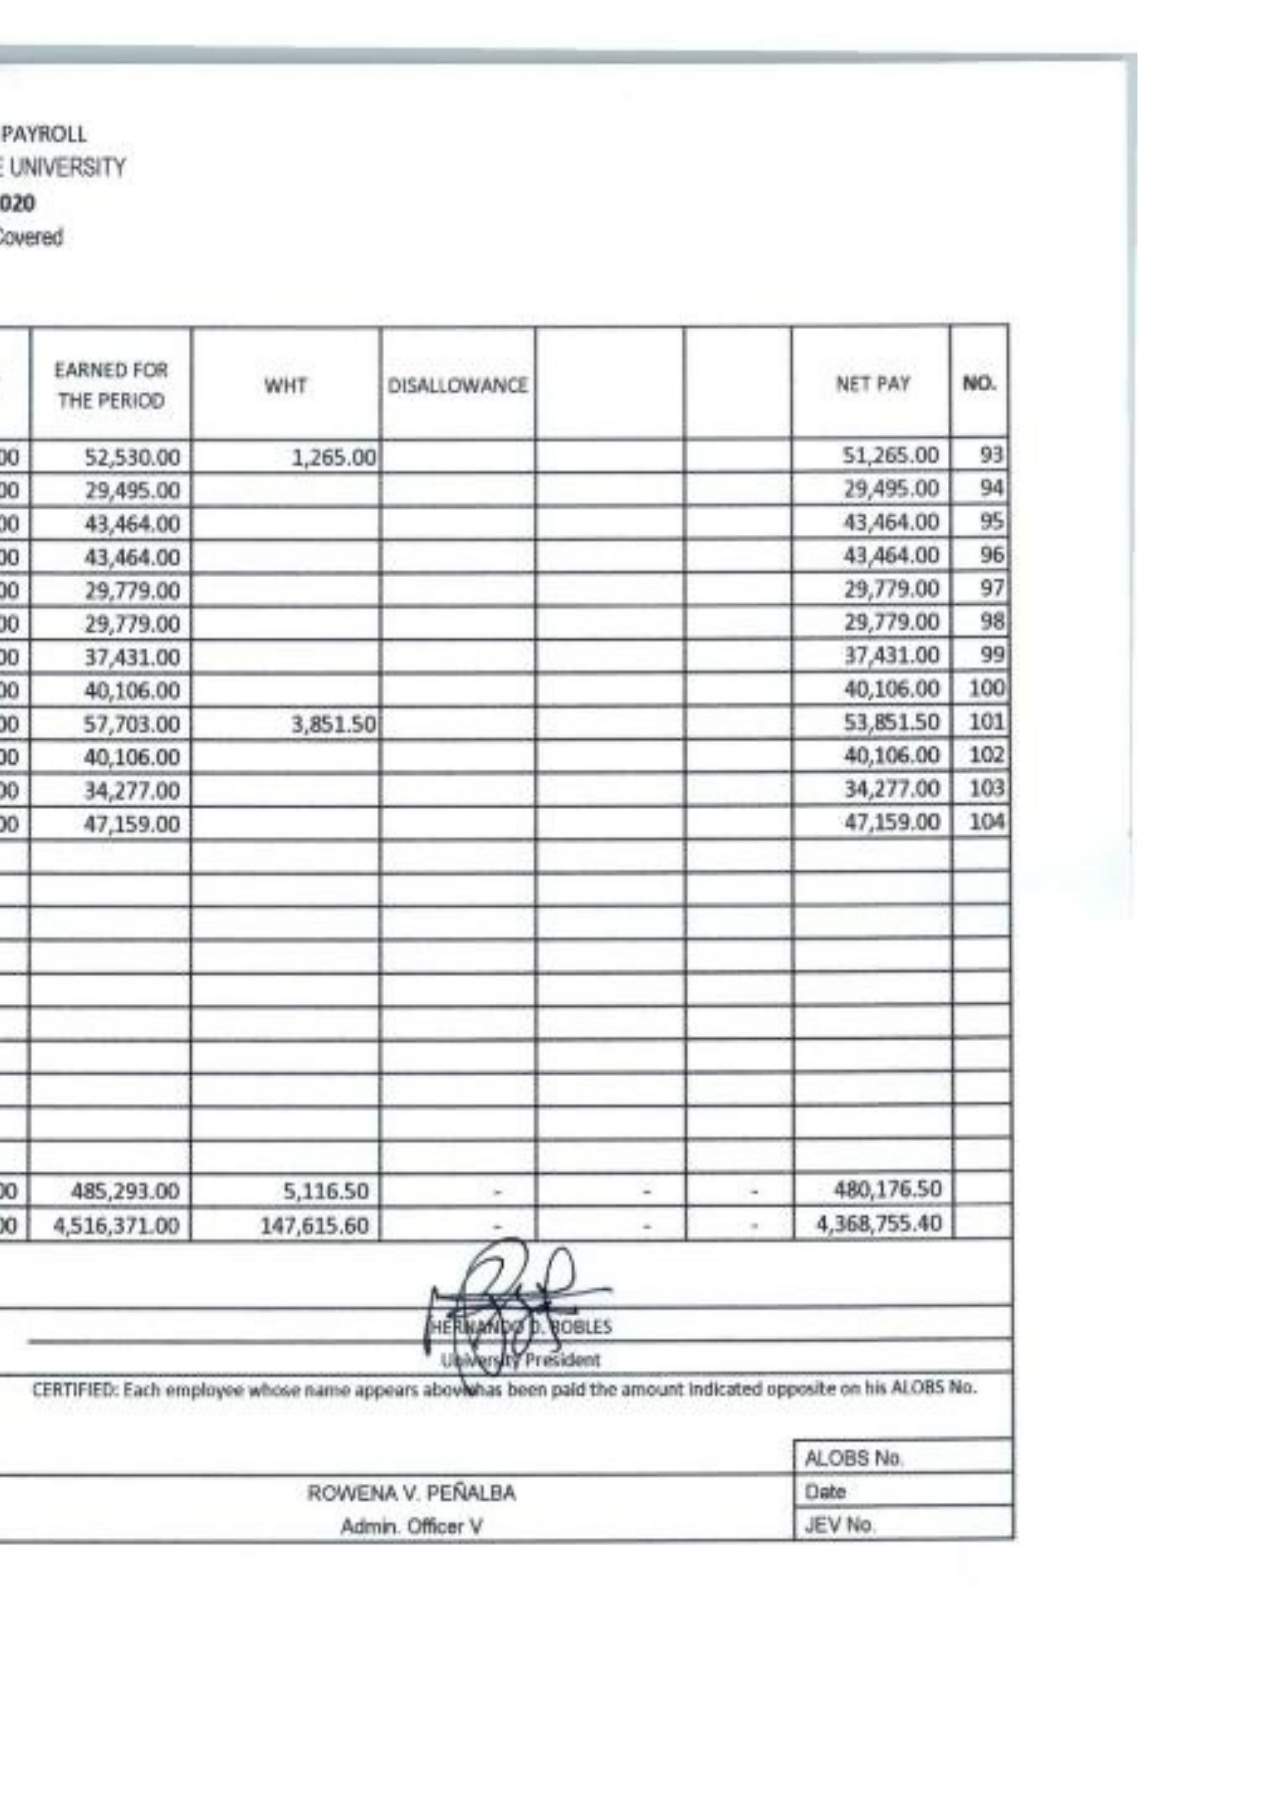 PAYROLL
E UNIVERSITY
020
Covered
EARNED FOR THE PERIOD WHT DISALLOWANCE NET PAY NO.
00 52,530.00 1,265.00 51,265.00 93
00 29,495.00 29,495.00 94
00 43,464.00 43,464.00 95
00 43,464.00 43,464.00 96
00 29,779.00 29,779.00 97
00 29,779.00 29,779.00 98
00 37,431.00 37,431.00 99
00 40,106.00 40,106.00 100
00 57,703.00 3,851.50 53,851.50 101
00 40,106.00 40,106.00 102
00 34,277.00 34,277.00 103
00 47,159.00 47,159.00 104
00 485,293.00 5,116.50 - - - 480,176.50
00 4,516,371.00 147,615.60 - - - 4,368,755.40
HERNANDO D. ROBLES
University President
CERTIFIED: Each employee whose name appears above has been paid the amount indicated opposite on his ALOBS No.
ALOBS No.
ROWENA V. PEÑALBA Date
Admin. Officer V JEV No.